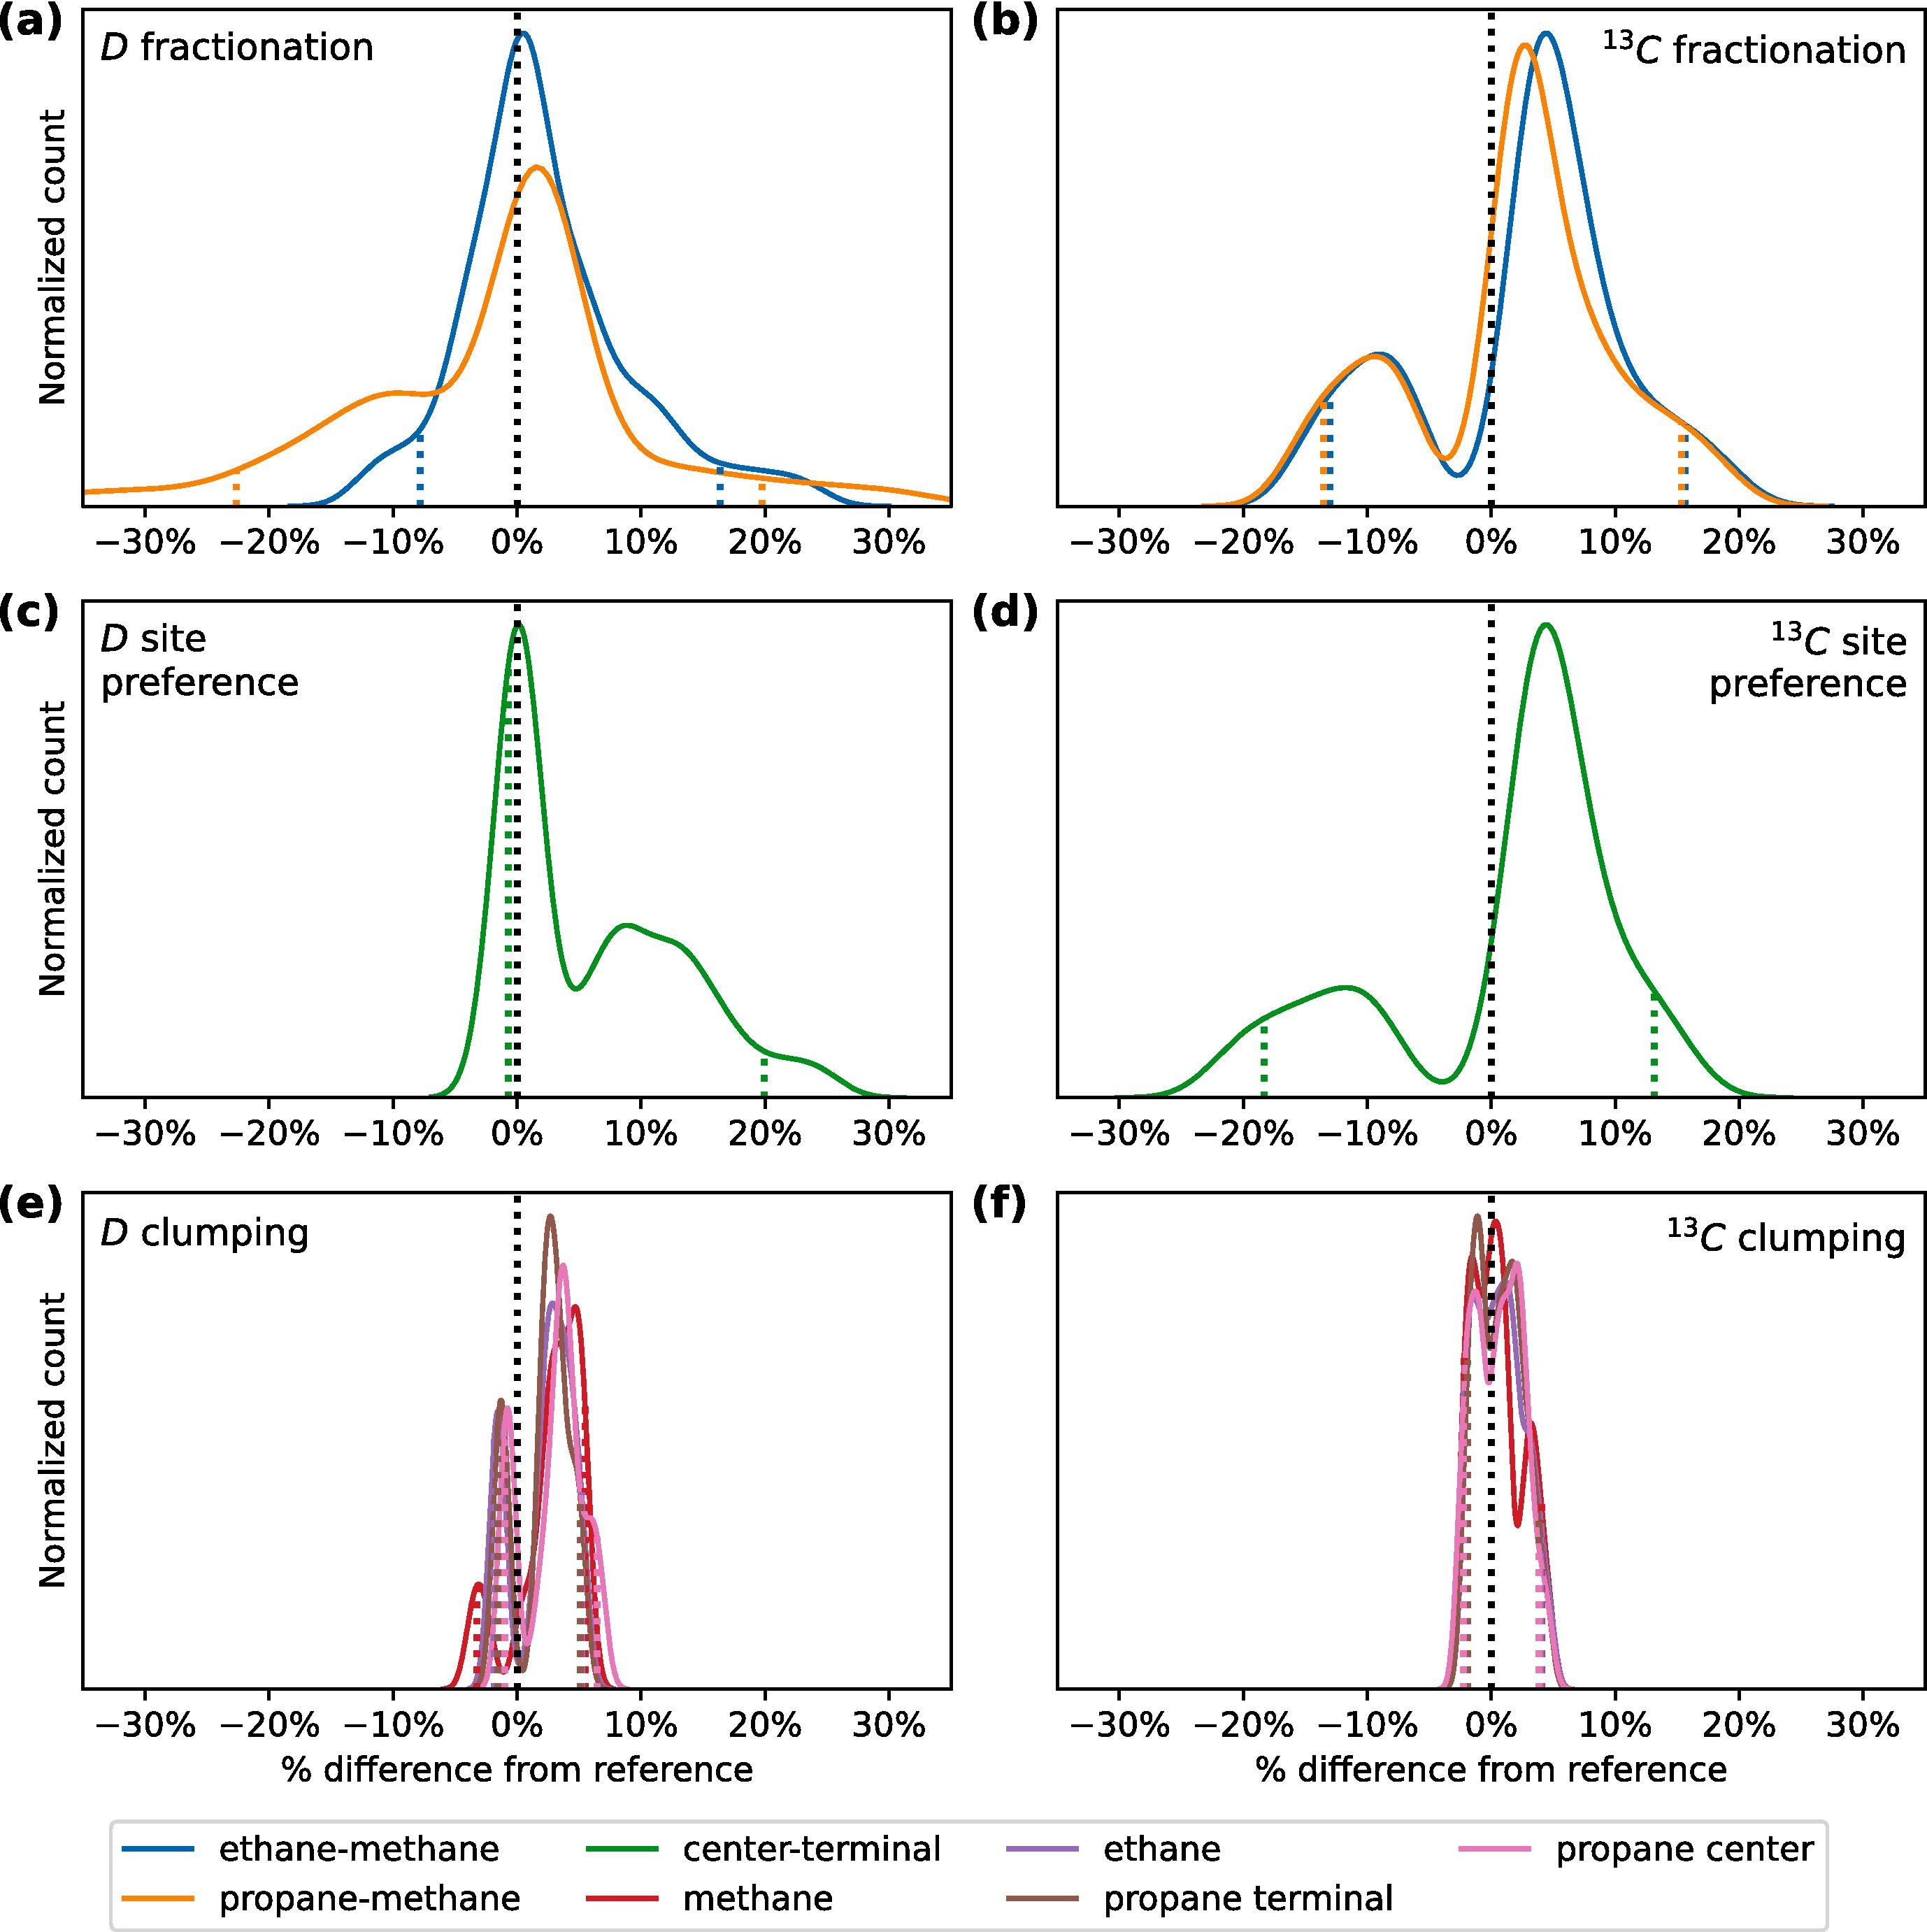 (a)
D fractionation
Normalized count
−30% −20% −10% 0% 10% 20% 30%
(b)
13C fractionation
−30% −20% −10% 0% 10% 20% 30%
(c)
D site
preference
Normalized count
−30% −20% −10% 0% 10% 20% 30%
(d)
13C site
preference
−30% −20% −10% 0% 10% 20% 30%
(e)
D clumping
Normalized count
−30% −20% −10% 0% 10% 20% 30%
% difference from reference
(f)
13C clumping
−30% −20% −10% 0% 10% 20% 30%
% difference from reference
ethane-methane center-terminal ethane propane center
propane-methane methane propane terminal